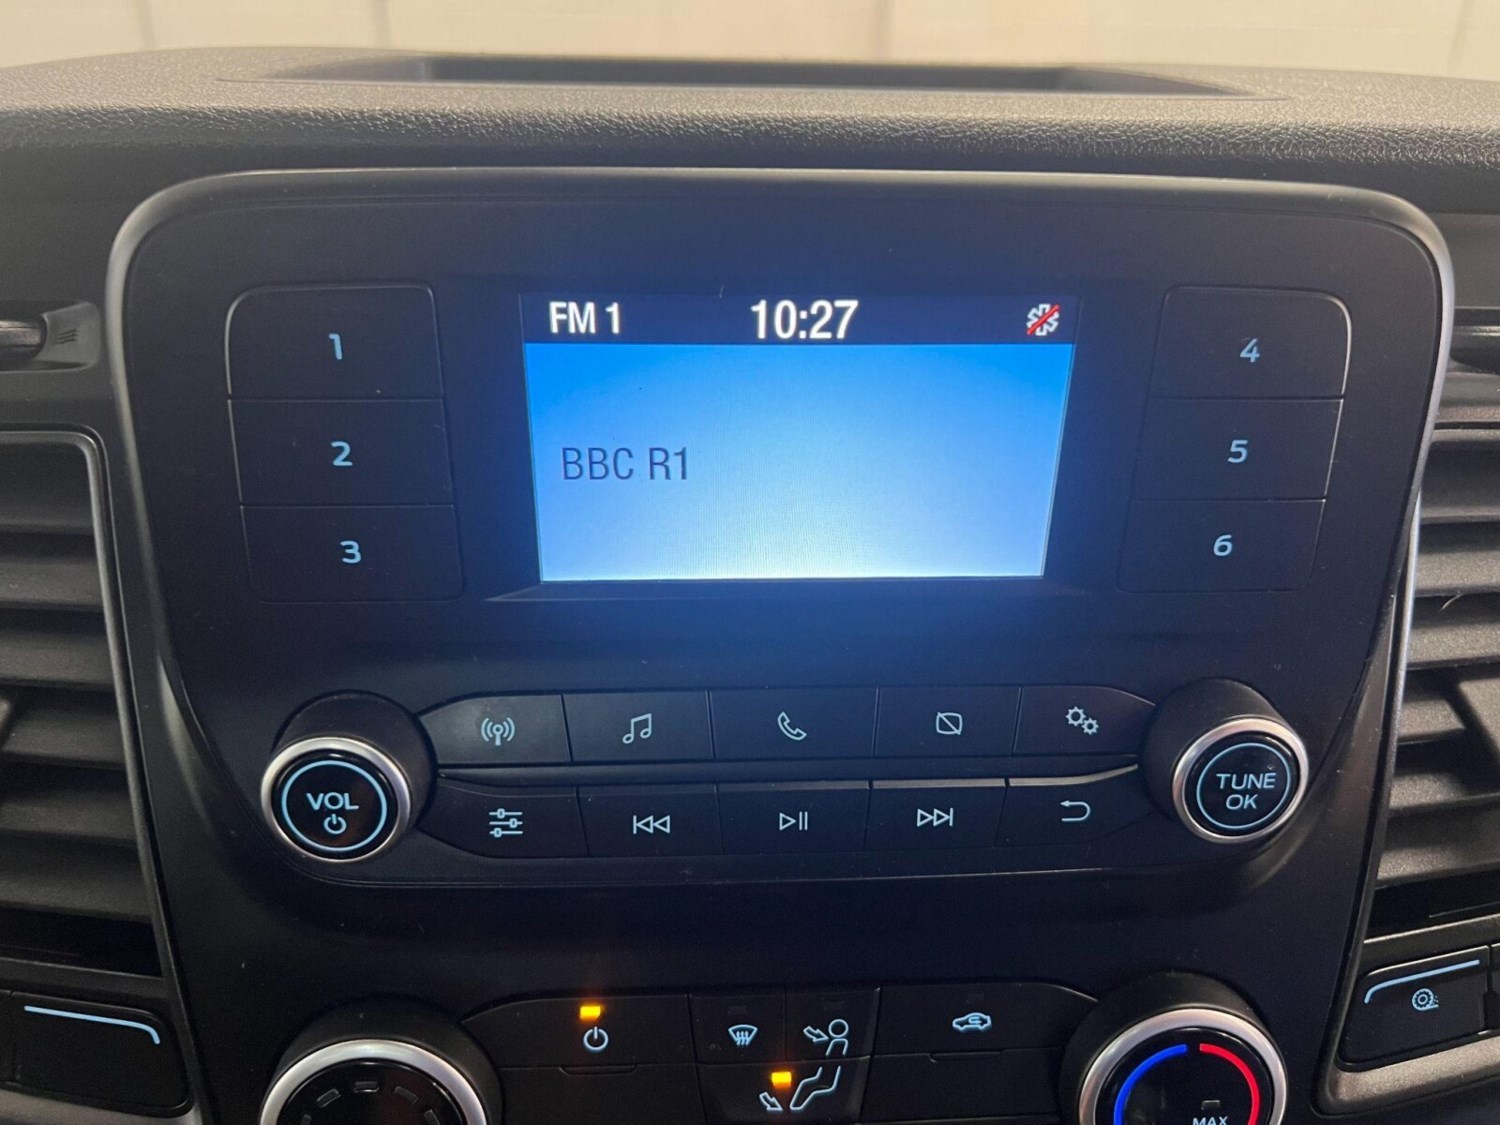 FM 1 10:27
1
4
BBC R1
2
5
3
6
VOL
TUNE
OK
MAX